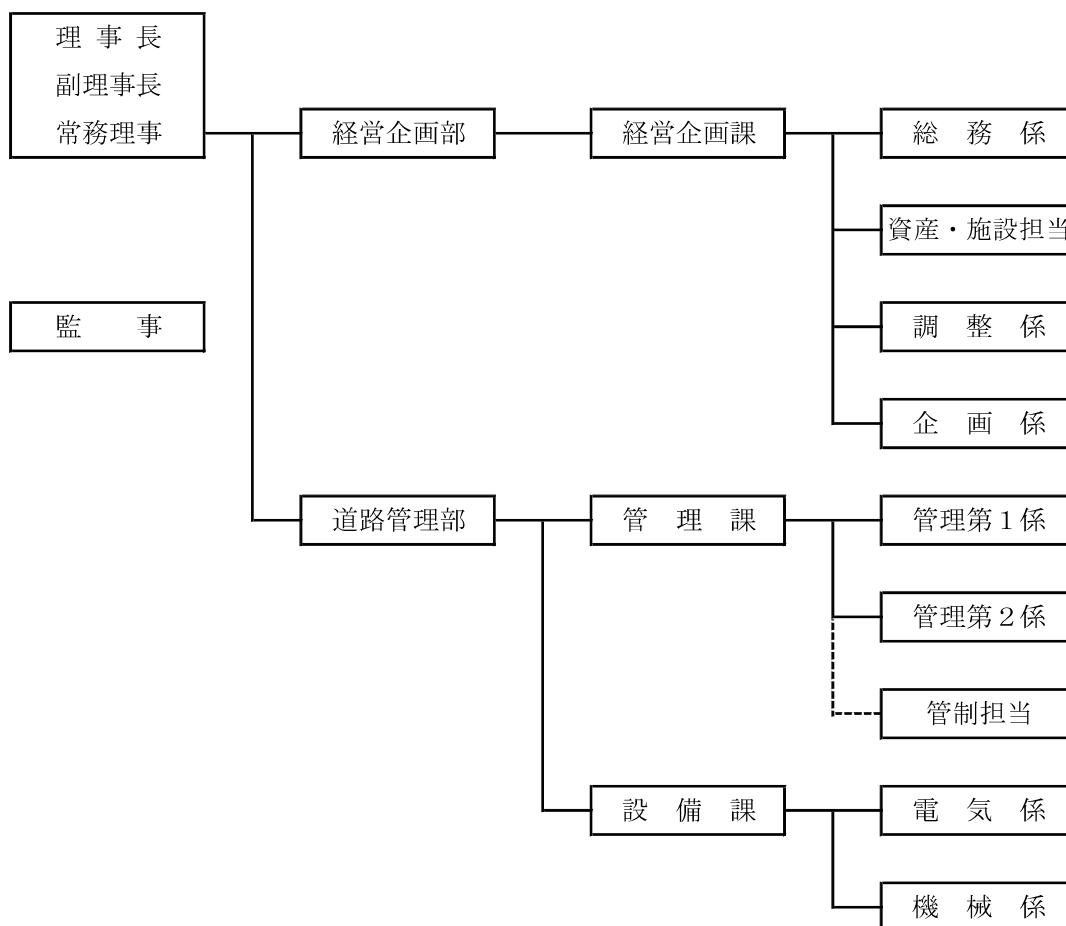 理 事 長
副理事長
常務理事
経営企画部
経営企画課
総 務 係
資産・施設担当
監 事
調 整 係
企 画 係
道路管理部
管 理 課
管理第１係
管理第２係
管制担当
設 備 課
電 気 係
機 械 係